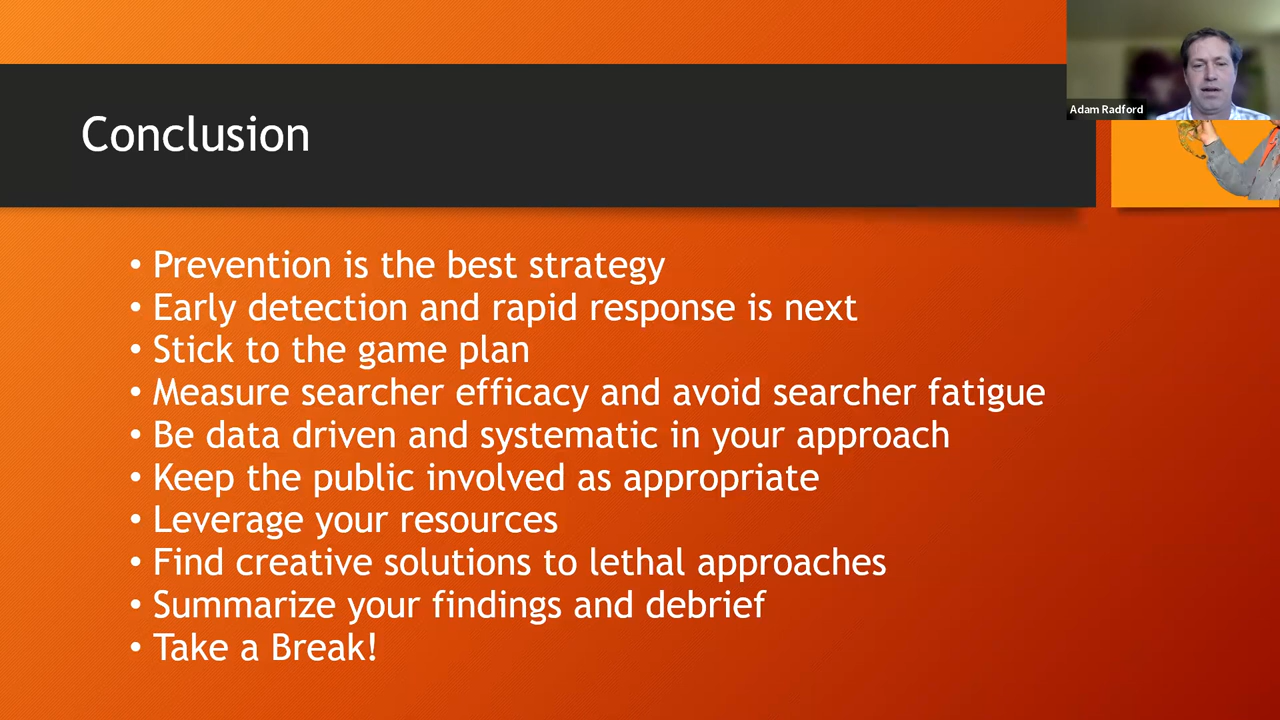 Adam Radford
Conclusion
• Prevention is the best strategy
• Early detection and rapid response is next
• Stick to the game plan
• Measure searcher efficacy and avoid searcher fatigue
• Be data driven and systematic in your approach
• Keep the public involved as appropriate
• Leverage your resources
• Find creative solutions to lethal approaches
• Summarize your findings and debrief
• Take a Break!